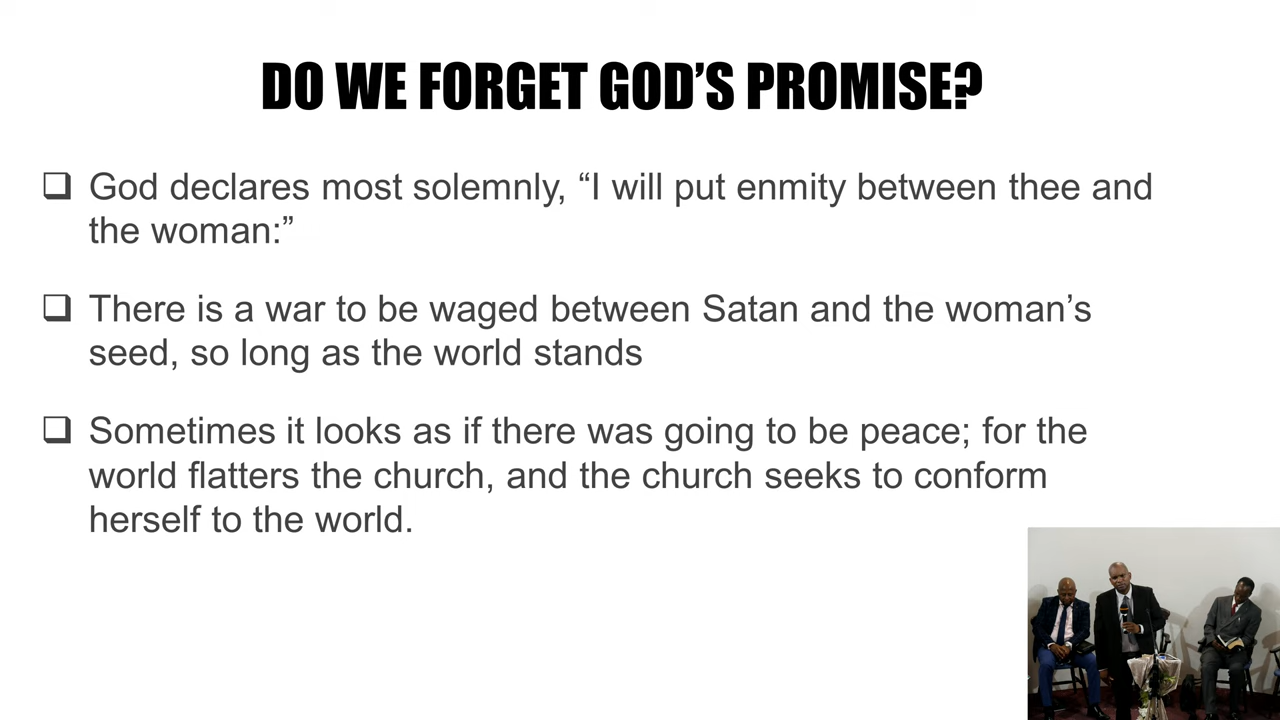 DO WE FORGET GOD’S PROMISE?
God declares most solemnly, “I will put enmity between thee and
the woman:”
There is a war to be waged between Satan and the woman’s
seed, so long as the world stands
Sometimes it looks as if there was going to be peace; for the
world flatters the church, and the church seeks to conform
herself to the world.